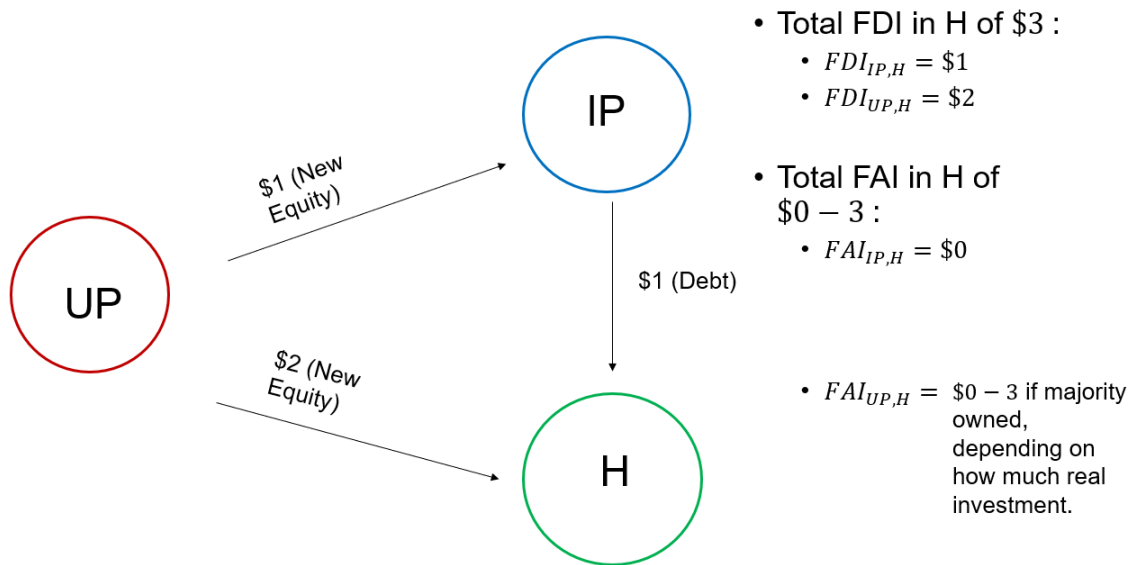 UP
$1 (New
Equity)
$2 (New
Equity)
IP
$1 (Debt)
H
• Total FDI in H of $3 :
• FDI_{IP,H} = $1
• FDI_{UP,H} = $2
• Total FAI in H of
$0 − 3 :
• FAI_{IP,H} = $0
• FAI_{UP,H} = $0 − 3 if majority
owned,
depending on
how much real
investment.